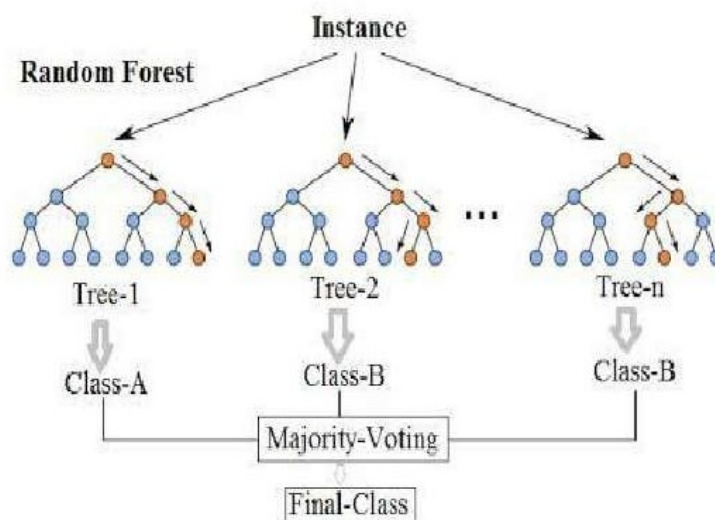 Instance
Random Forest
...
Tree-1
Tree-2
Tree-n
Class-A
Class-B
Class-B
Majority-Voting
Final-Class